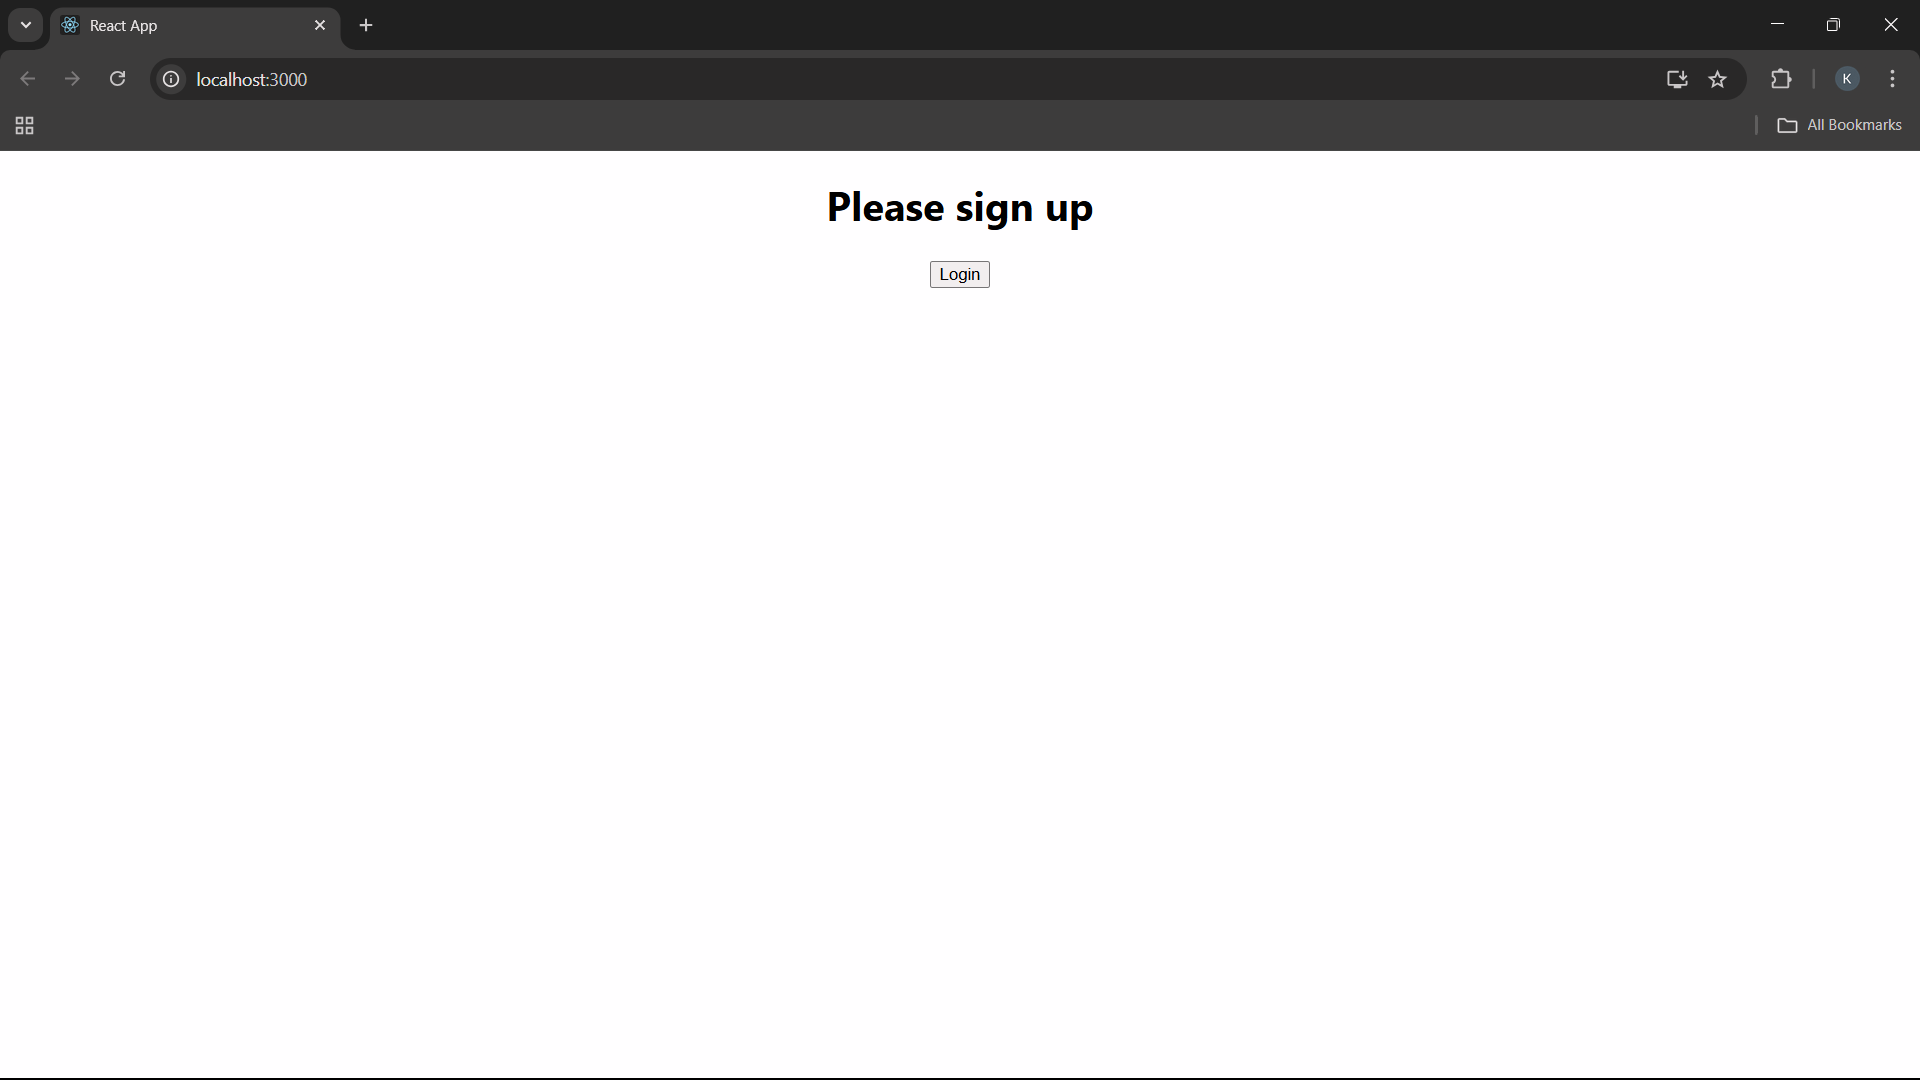 React App
localhost:3000
K
All Bookmarks
Please sign up
Login